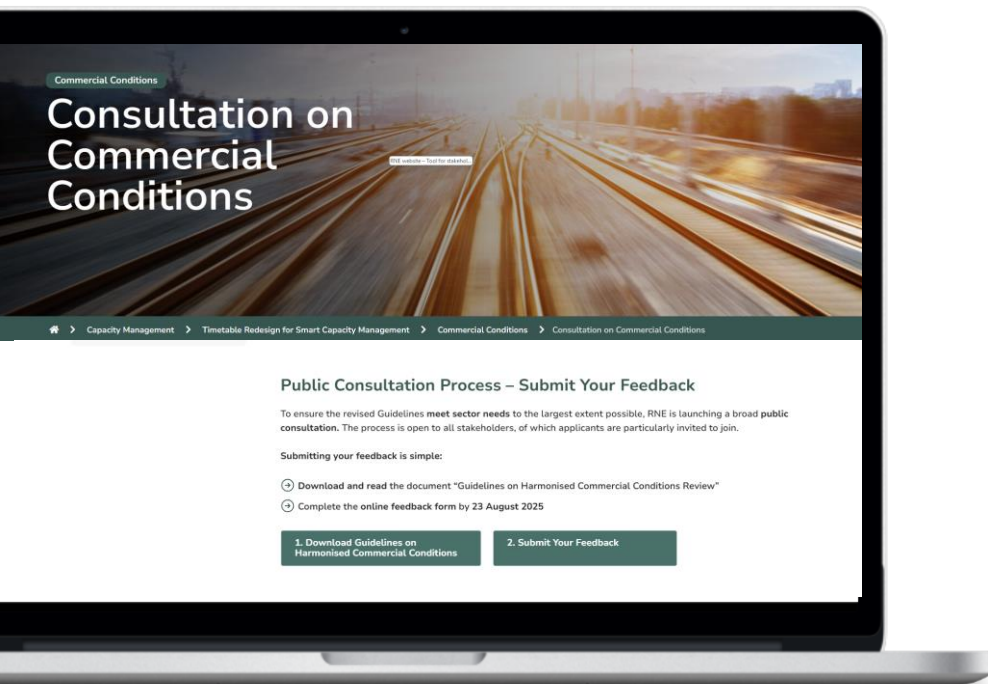 Commercial Conditions
Consultation on
Commercial
Conditions
RNE website – Tool for stakehol...
Capacity Management > Timetable Redesign for Smart Capacity Management > Commercial Conditions > Consultation on Commercial Conditions
Public Consultation Process – Submit Your Feedback
To ensure the revised Guidelines meet sector needs to the largest extent possible, RNE is launching a broad public
consultation. The process is open to all stakeholders, of which applicants are particularly invited to join.
Submitting your feedback is simple:
Download and read the document “Guidelines on Harmonised Commercial Conditions Review”
Complete the online feedback form by 23 August 2025
1. Download Guidelines on
Harmonised Commercial Conditions
2. Submit Your Feedback